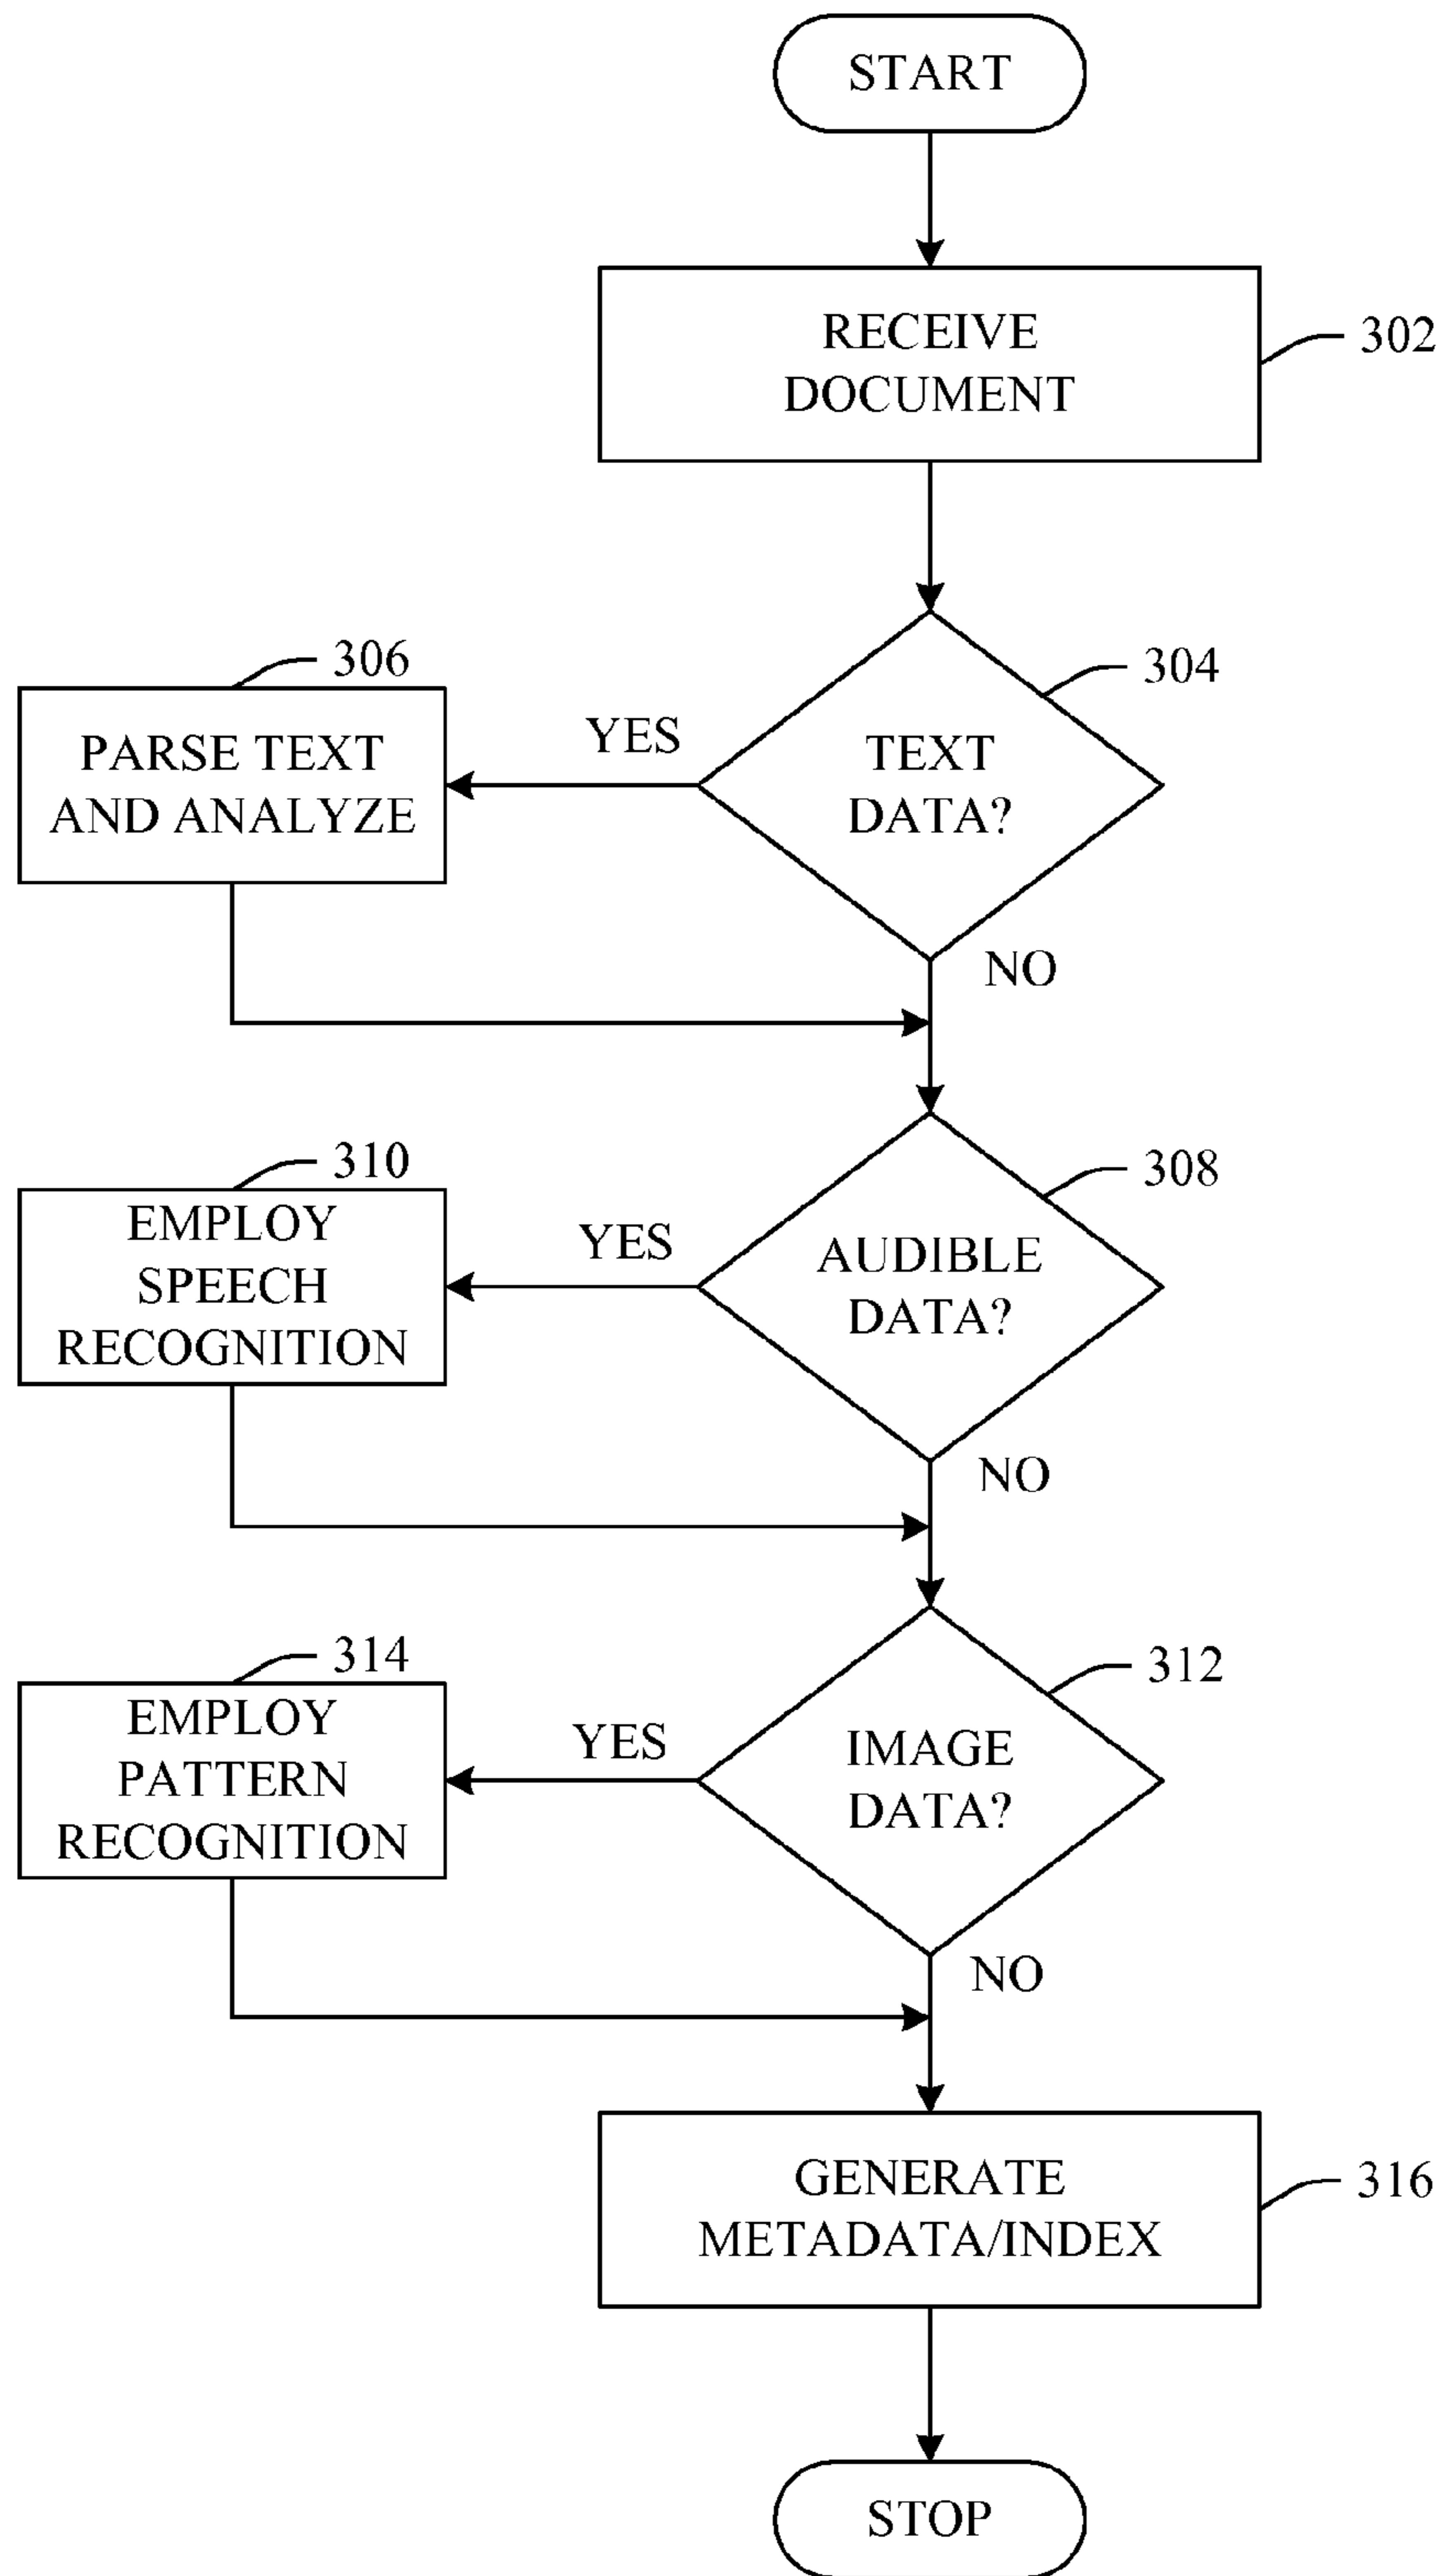 START
RECEIVE
DOCUMENT
302
304
306
PARSE TEXT
AND ANALYZE
YES
TEXT
DATA?
NO
308
310
EMPLOY
SPEECH
RECOGNITION
YES
AUDIBLE
DATA?
NO
312
314
EMPLOY
PATTERN
RECOGNITION
YES
IMAGE
DATA?
NO
GENERATE
METADATA/INDEX
316
STOP